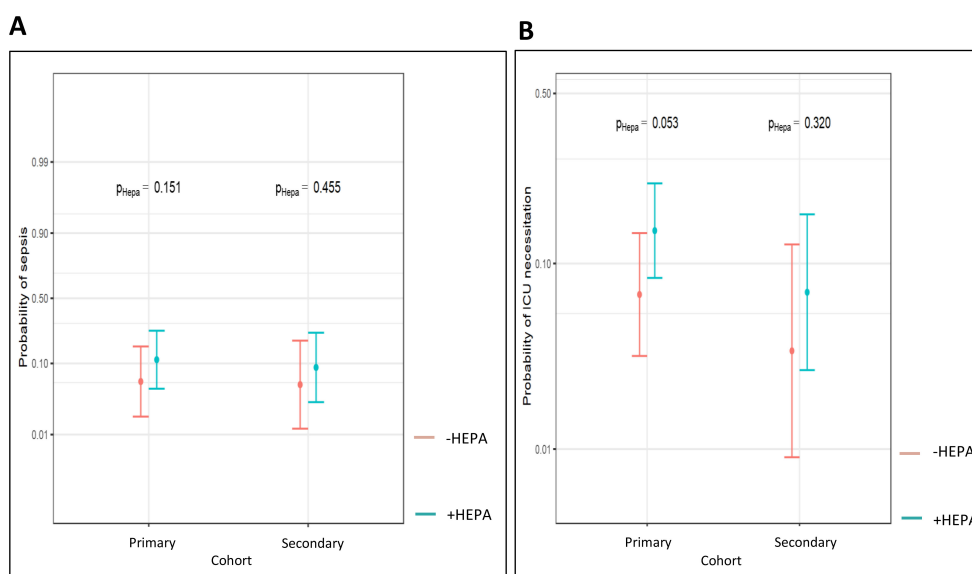 A
Probability of sepsis
0.99
0.90
0.50
0.10
0.01
pHepa = 0.151
pHepa = 0.455
Primary
Secondary
Cohort
-HEPA
+HEPA
B
Probability of ICU necessitation
0.50
0.10
0.01
pHepa = 0.053
pHepa = 0.320
Primary
Secondary
Cohort
-HEPA
+HEPA